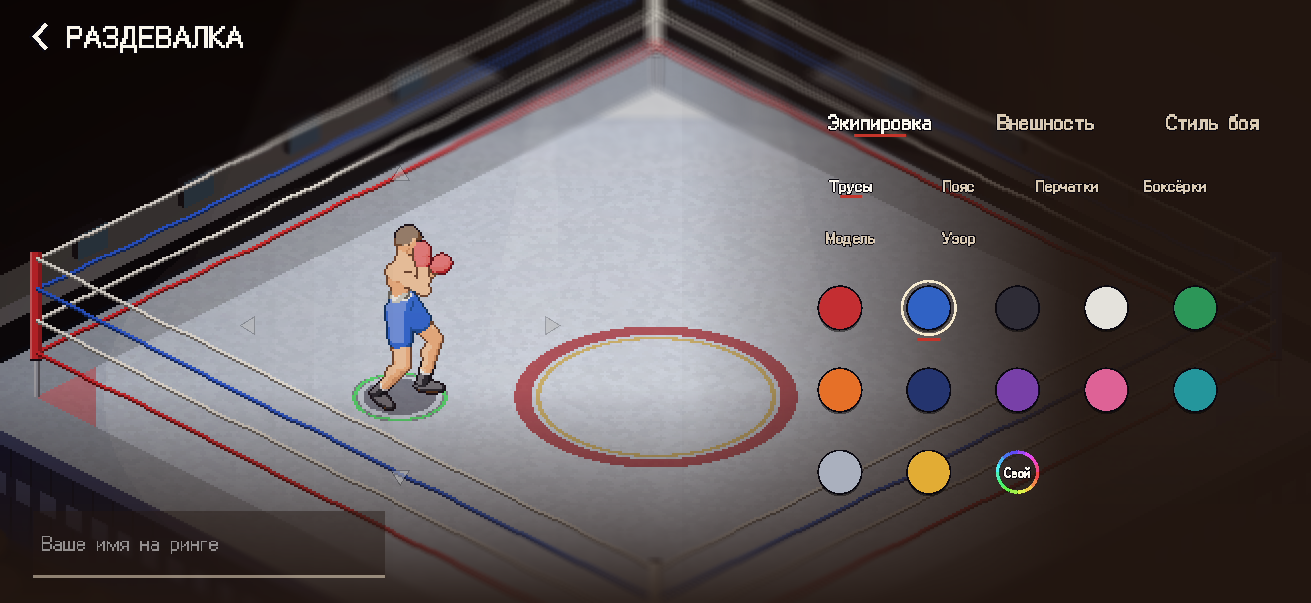 РАЗДЕВАЛКА
Экипировка Внешность Стиль боя
Трусы Пояс Перчатки Боксёрки
Модель Узор
Свой
Ваше имя на ринге